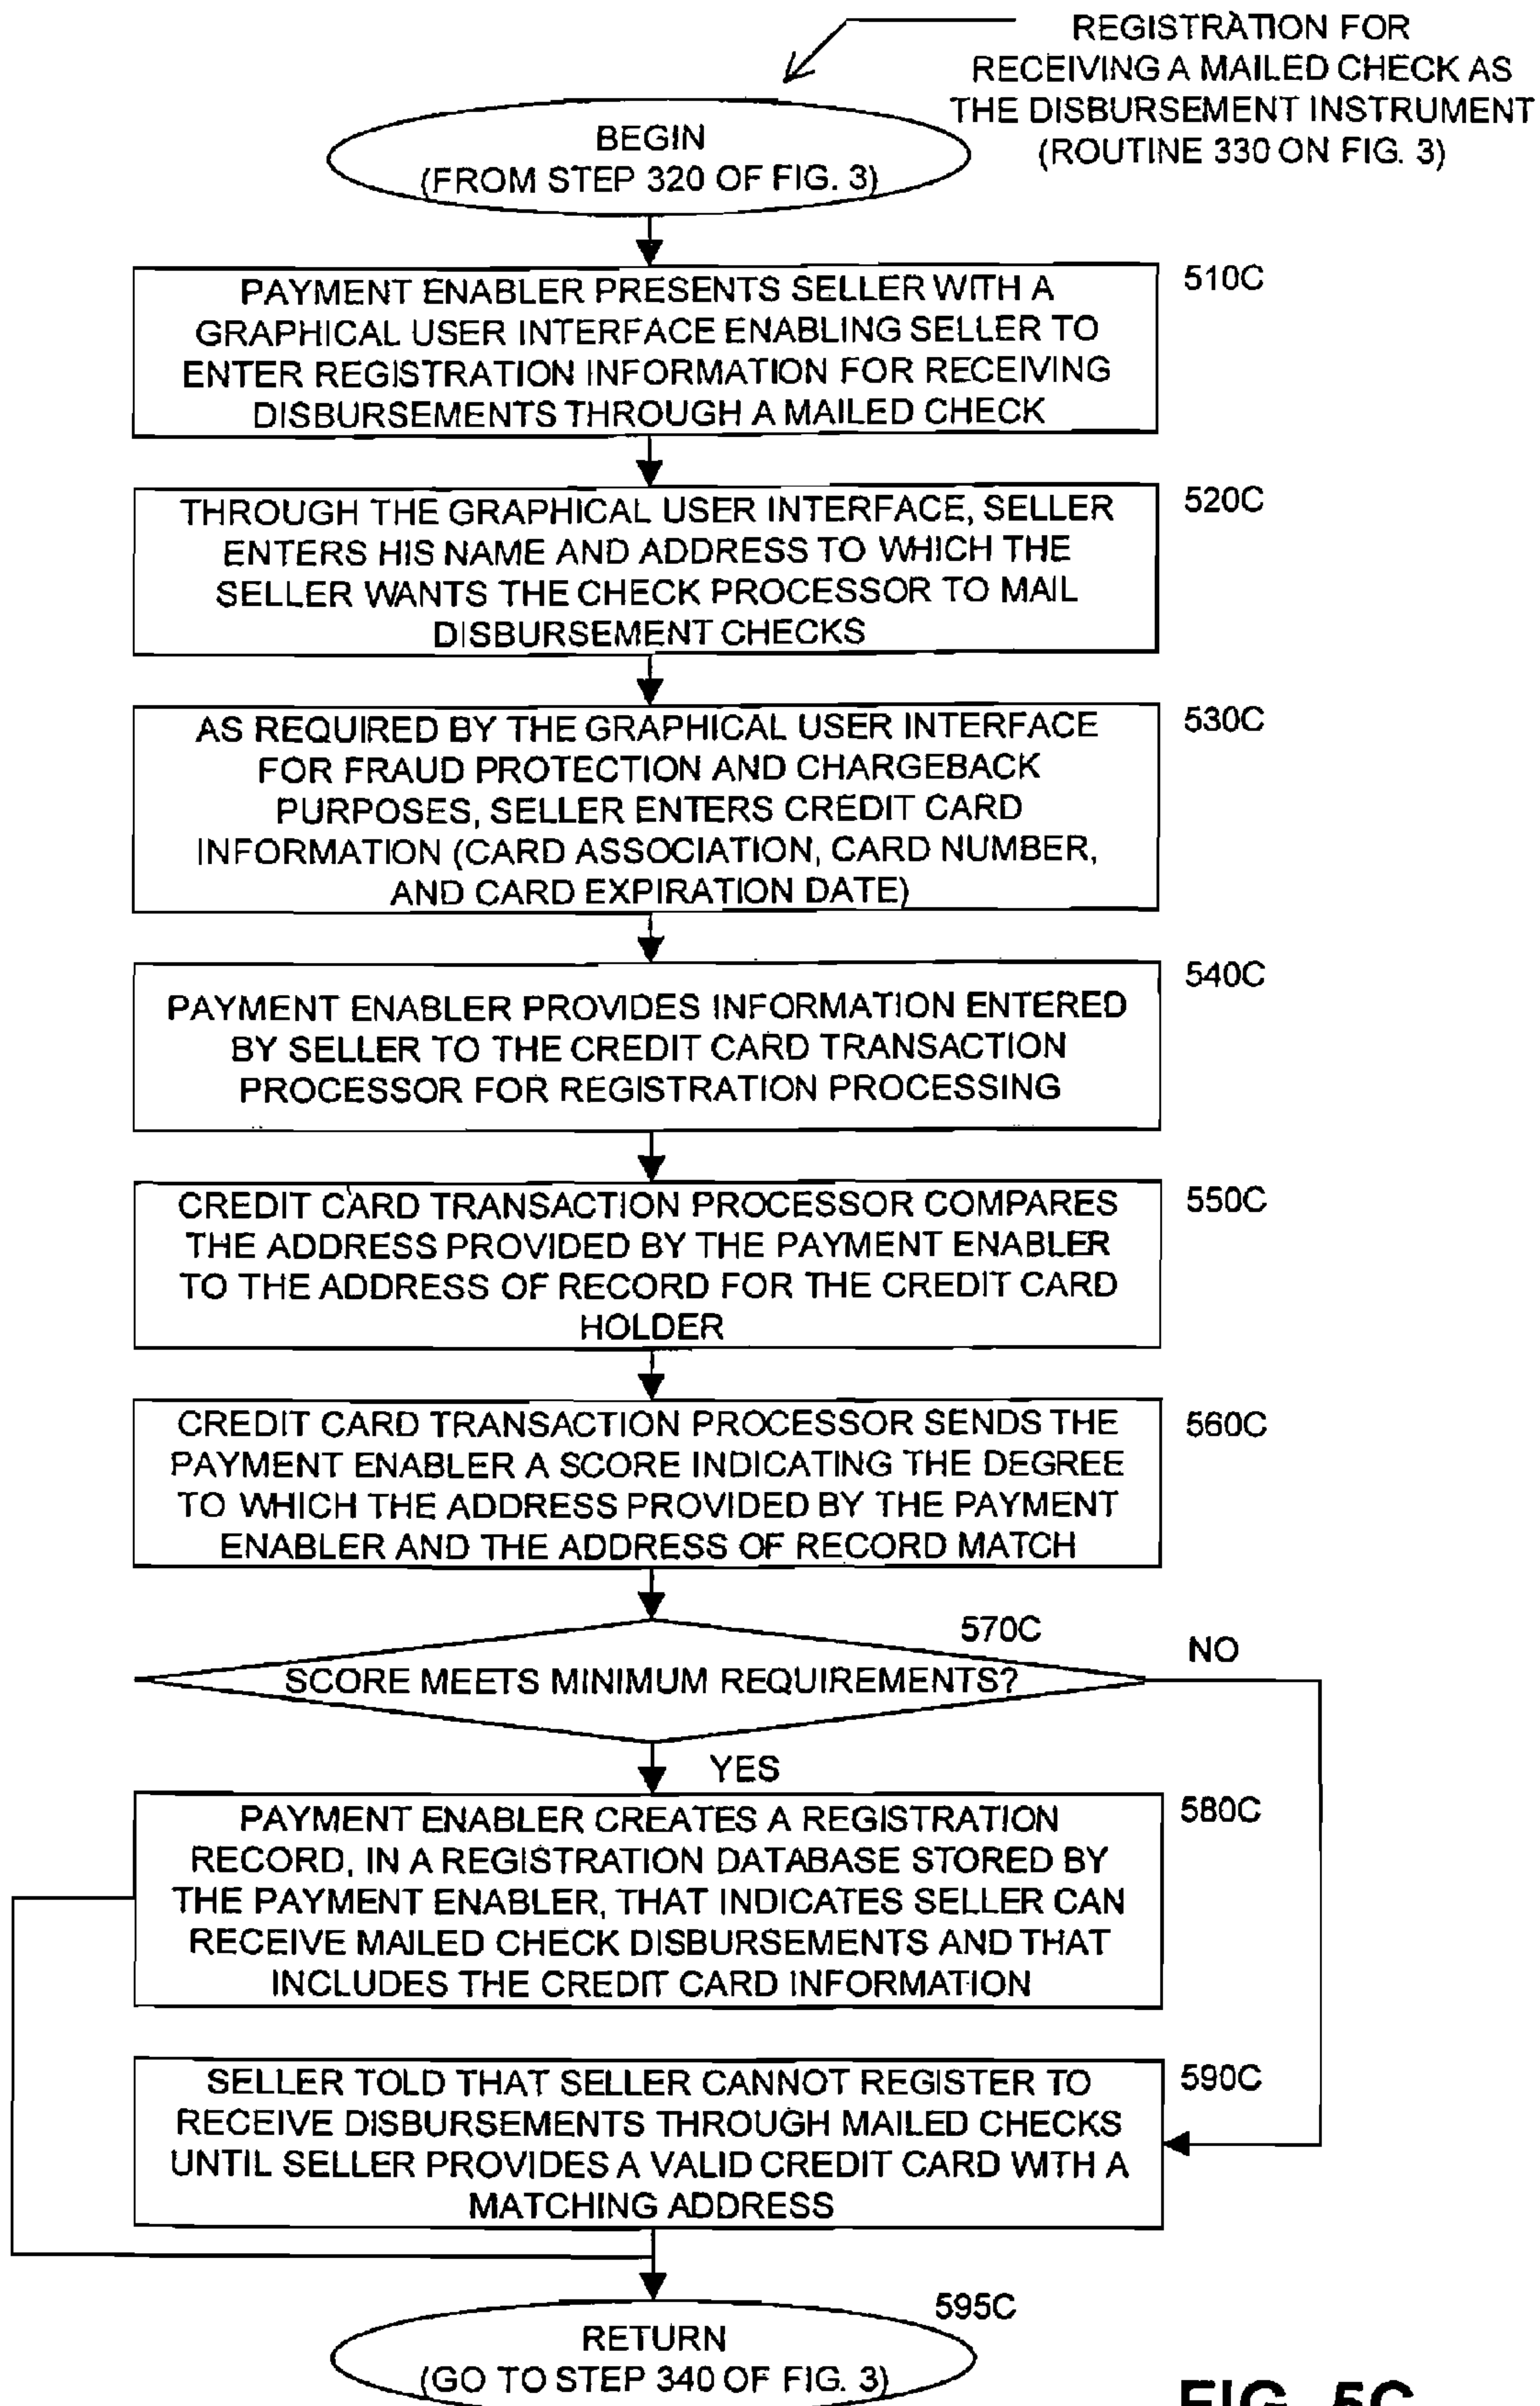 REGISTRATION FOR
RECEIVING A MAILED CHECK AS
THE DISBURSEMENT INSTRUMENT
(ROUTINE 330 ON FIG. 3)
BEGIN
(FROM STEP 320 OF FIG. 3)
510C
PAYMENT ENABLER PRESENTS SELLER WITH A
GRAPHICAL USER INTERFACE ENABLING SELLER TO
ENTER REGISTRATION INFORMATION FOR RECEIVING
DISBURSEMENTS THROUGH A MAILED CHECK
520C
THROUGH THE GRAPHICAL USER INTERFACE, SELLER
ENTERS HIS NAME AND ADDRESS TO WHICH THE
SELLER WANTS THE CHECK PROCESSOR TO MAIL
DISBURSEMENT CHECKS
530C
AS REQUIRED BY THE GRAPHICAL USER INTERFACE
FOR FRAUD PROTECTION AND CHARGEBACK
PURPOSES, SELLER ENTERS CREDIT CARD
INFORMATION (CARD ASSOCIATION, CARD NUMBER,
AND CARD EXPIRATION DATE)
540C
PAYMENT ENABLER PROVIDES INFORMATION ENTERED
BY SELLER TO THE CREDIT CARD TRANSACTION
PROCESSOR FOR REGISTRATION PROCESSING
550C
CREDIT CARD TRANSACTION PROCESSOR COMPARES
THE ADDRESS PROVIDED BY THE PAYMENT ENABLER
TO THE ADDRESS OF RECORD FOR THE CREDIT CARD
HOLDER
560C
CREDIT CARD TRANSACTION PROCESSOR SENDS THE
PAYMENT ENABLER A SCORE INDICATING THE DEGREE
TO WHICH THE ADDRESS PROVIDED BY THE PAYMENT
ENABLER AND THE ADDRESS OF RECORD MATCH
570C
NO
SCORE MEETS MINIMUM REQUIREMENTS?
YES
580C
PAYMENT ENABLER CREATES A REGISTRATION
RECORD, IN A REGISTRATION DATABASE STORED BY
THE PAYMENT ENABLER, THAT INDICATES SELLER CAN
RECEIVE MAILED CHECK DISBURSEMENTS AND THAT
INCLUDES THE CREDIT CARD INFORMATION
590C
SELLER TOLD THAT SELLER CANNOT REGISTER TO
RECEIVE DISBURSEMENTS THROUGH MAILED CHECKS
UNTIL SELLER PROVIDES A VALID CREDIT CARD WITH A
MATCHING ADDRESS
595C
RETURN
(GO TO STEP 340 OF FIG. 3)
FIG. 5C